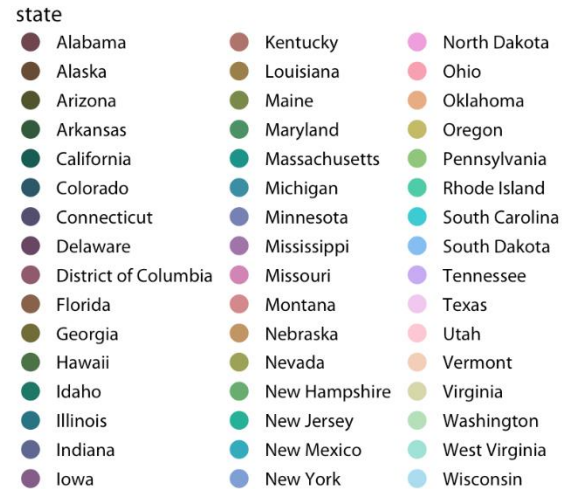 state
Alabama
Alaska
Arizona
Arkansas
California
Colorado
Connecticut
Delaware
District of Columbia
Florida
Georgia
Hawaii
Idaho
Illinois
Indiana
Iowa
Kentucky
Louisiana
Maine
Maryland
Massachusetts
Michigan
Minnesota
Mississippi
Missouri
Montana
Nebraska
Nevada
New Hampshire
New Jersey
New Mexico
New York
North Dakota
Ohio
Oklahoma
Oregon
Pennsylvania
Rhode Island
South Carolina
South Dakota
Tennessee
Texas
Utah
Vermont
Virginia
Washington
West Virginia
Wisconsin